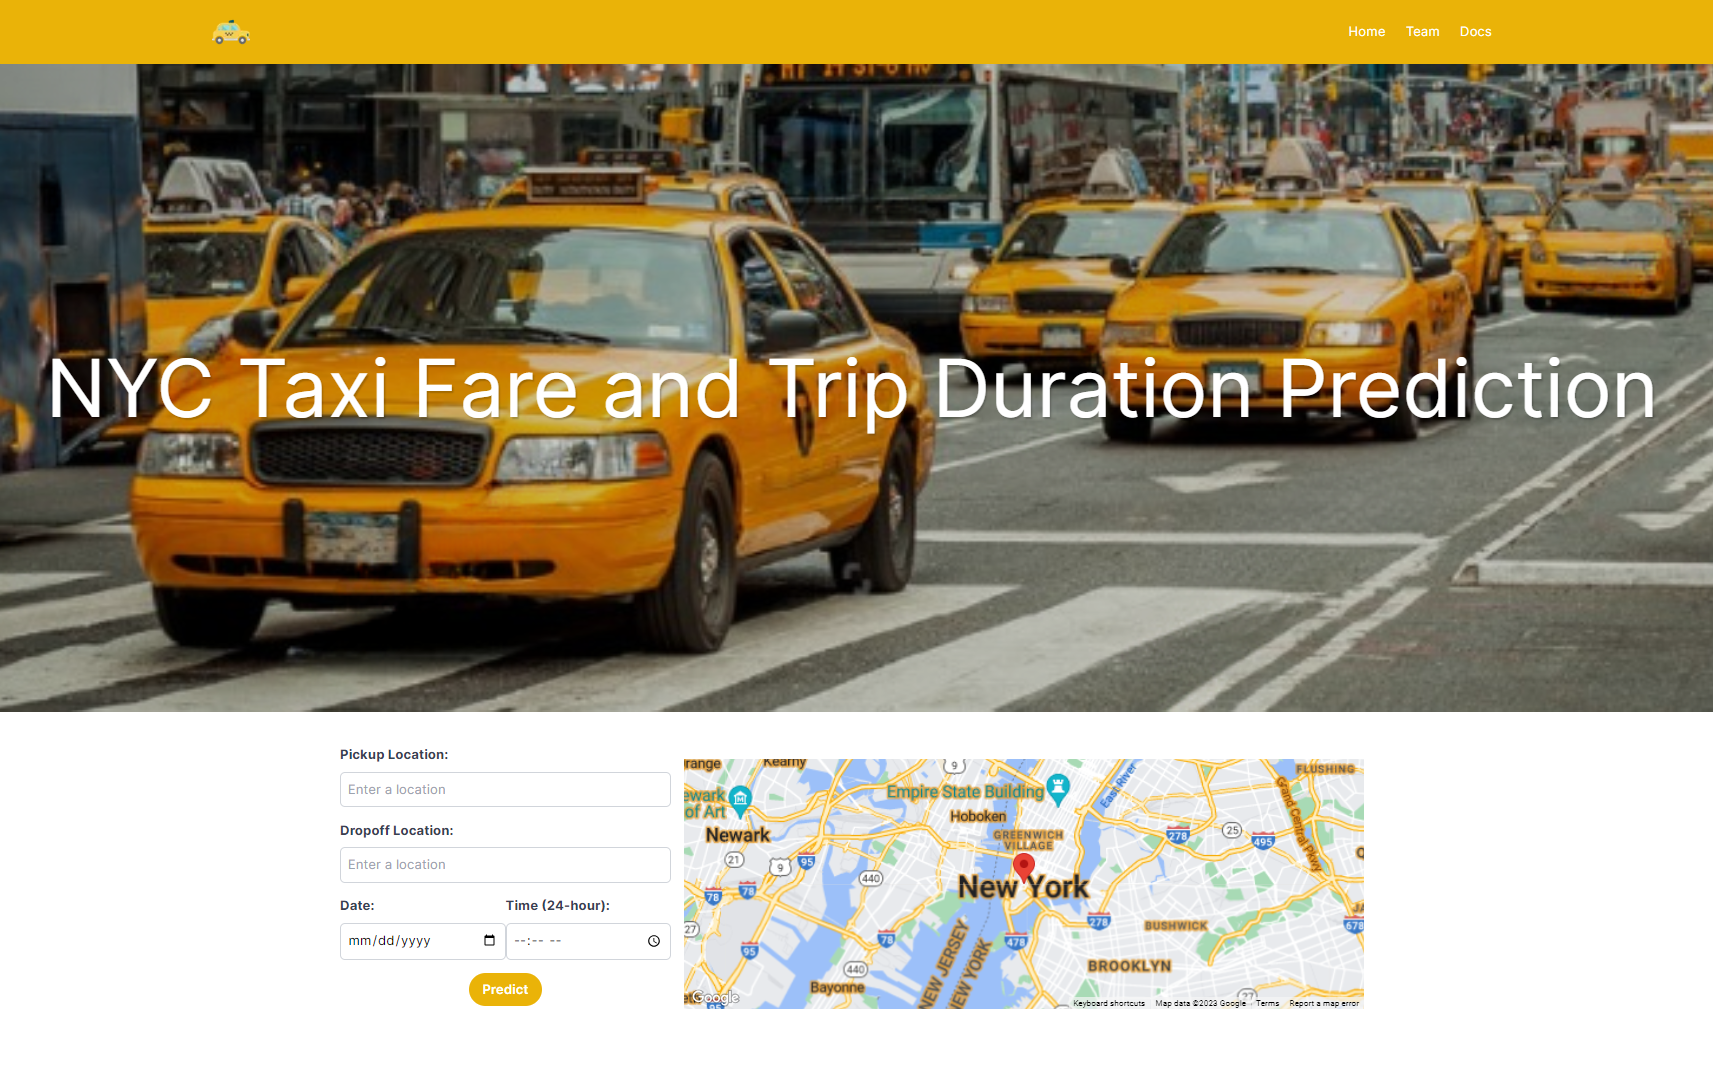 Home Team Docs
NYC Taxi Fare and Trip Duration Prediction
Pickup Location:
Enter a location
Dropoff Location:
Enter a location
Date:
Time (24-hour):
mm/dd/yyyy
--:-- --
Predict
Kearny
9
FLUSHING
Empire State Building
East River
Grand Central Pkwy
of Art
Hoboken
Newark
GREENWICH
VILLAGE
278
25
495
21
9
95
440
78
78
New York
27
278
BUSHWICK
678
95
78
478
440
BROOKLYN
NEW JERSEY
NEW YORK
Bayonne
27
95
Google
Keyboard shortcuts
Map data ©2023 Google
Terms
Report a map error